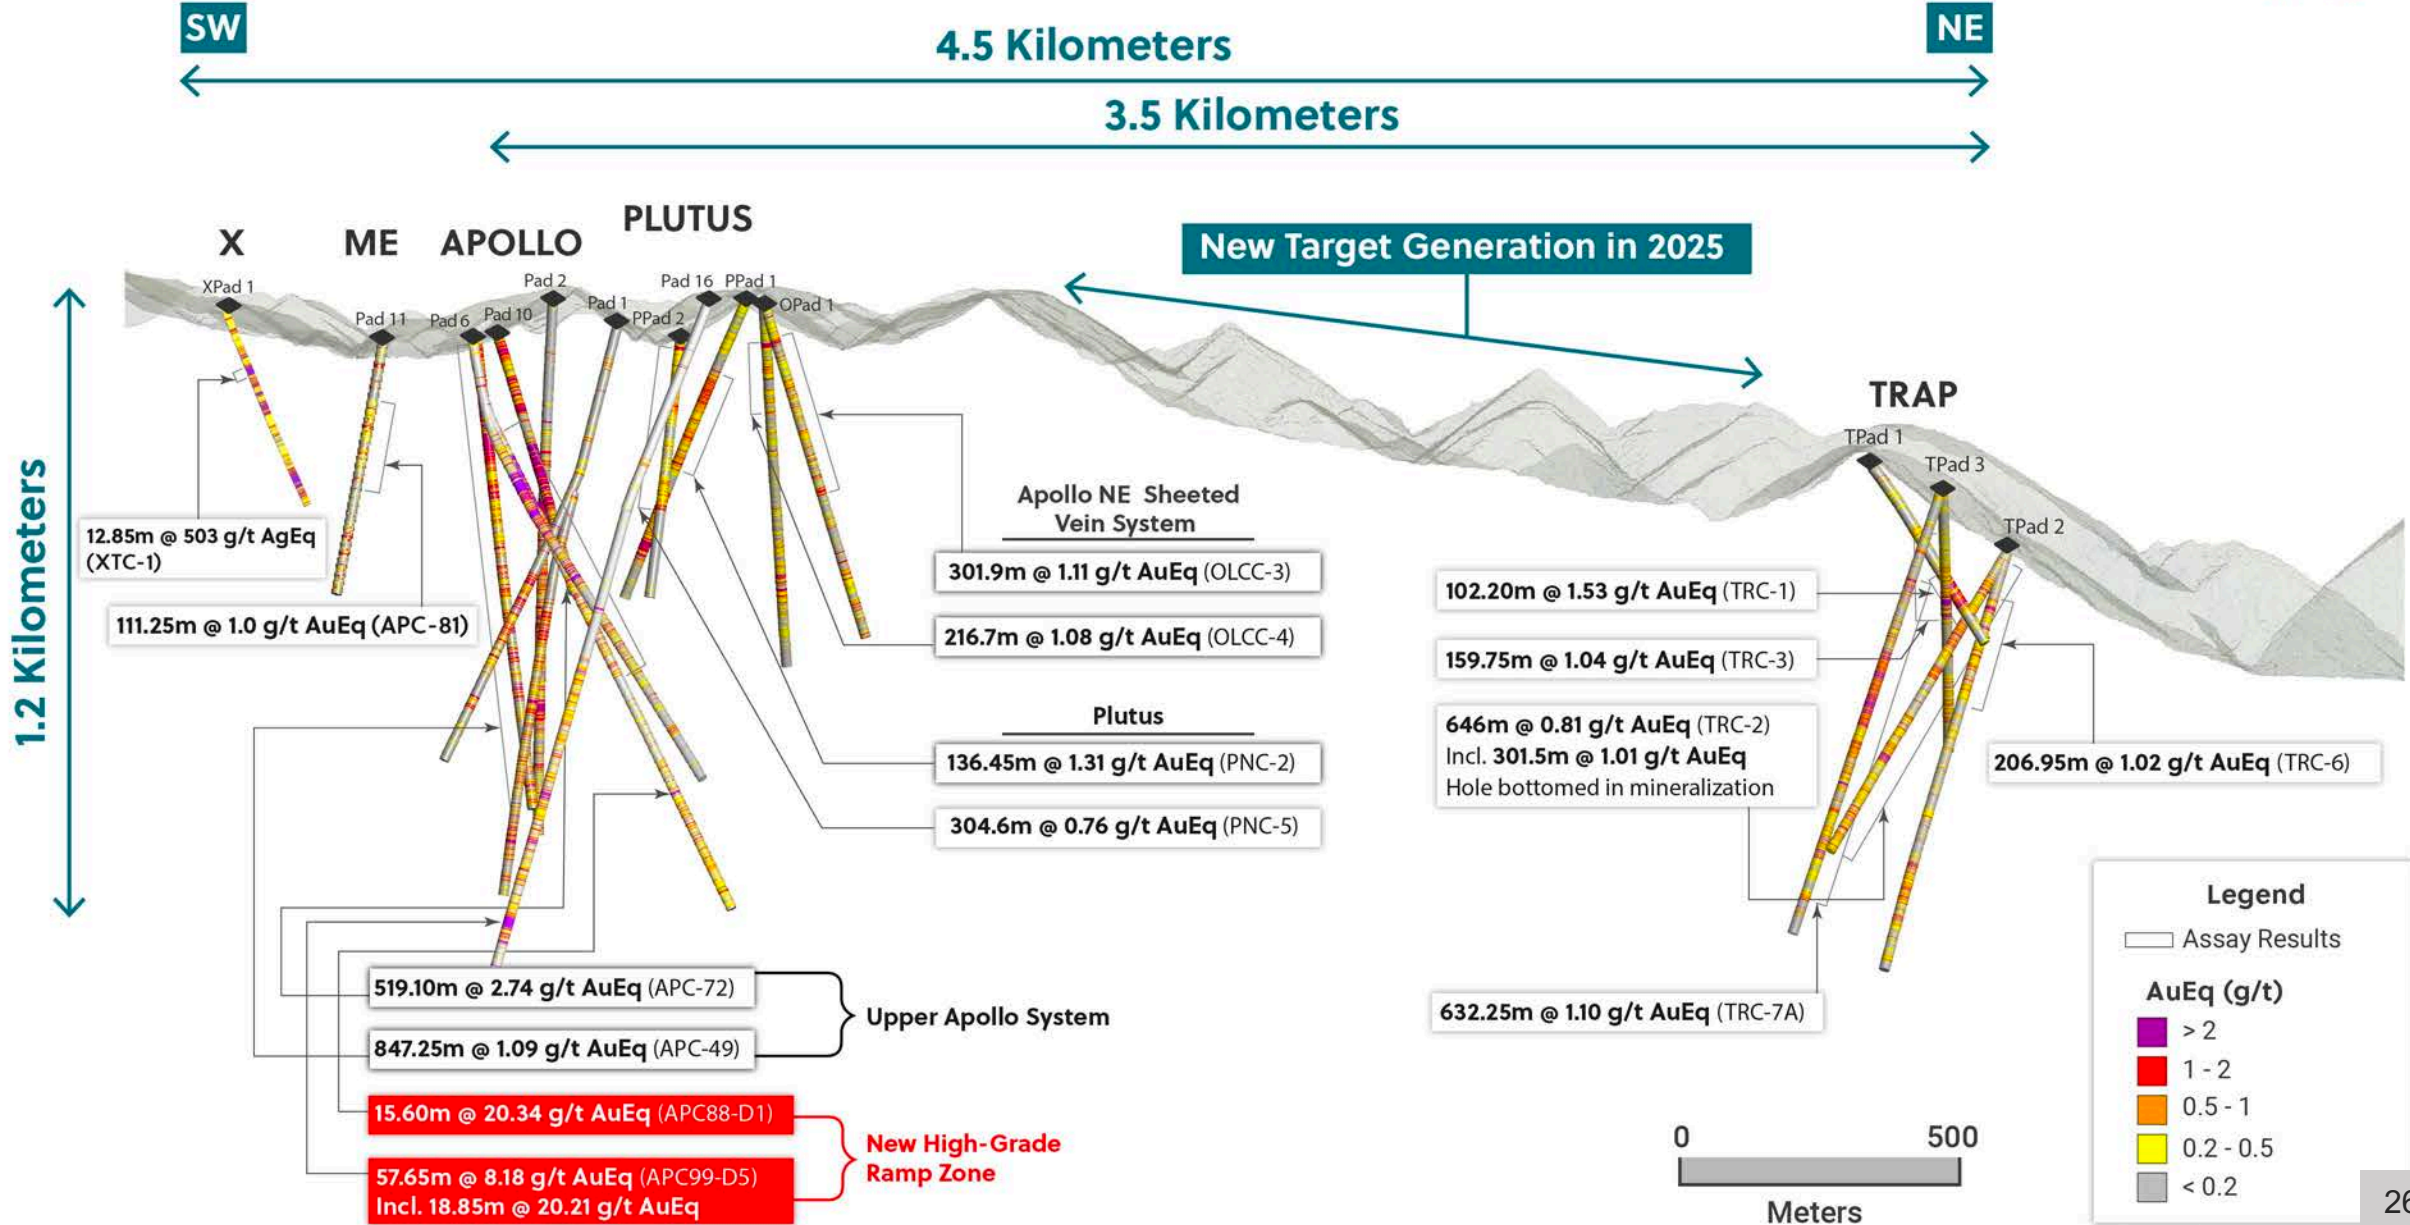 SW
NE
4.5 Kilometers
3.5 Kilometers
PLUTUS
X
ME
APOLLO
New Target Generation in 2025
XPad 1
Pad 11
Pad 6
Pad 10
Pad 2
Pad 1
PPad 2
Pad 16
PPad 1
OPad 1
TRAP
TPad 1
TPad 3
TPad 2
1.2 Kilometers
12.85m @ 503 g/t AgEq
(XTC-1)
111.25m @ 1.0 g/t AuEq (APC-81)
Apollo NE Sheeted
Vein System
301.9m @ 1.11 g/t AuEq (OLCC-3)
216.7m @ 1.08 g/t AuEq (OLCC-4)
Plutus
136.45m @ 1.31 g/t AuEq (PNC-2)
304.6m @ 0.76 g/t AuEq (PNC-5)
102.20m @ 1.53 g/t AuEq (TRC-1)
159.75m @ 1.04 g/t AuEq (TRC-3)
646m @ 0.81 g/t AuEq (TRC-2)
Incl. 301.5m @ 1.01 g/t AuEq
Hole bottomed in mineralization
206.95m @ 1.02 g/t AuEq (TRC-6)
632.25m @ 1.10 g/t AuEq (TRC-7A)
519.10m @ 2.74 g/t AuEq (APC-72)
847.25m @ 1.09 g/t AuEq (APC-49)
Upper Apollo System
15.60m @ 20.34 g/t AuEq (APC88-D1)
57.65m @ 8.18 g/t AuEq (APC99-D5)
Incl. 18.85m @ 20.21 g/t AuEq
New High-Grade
Ramp Zone
0
500
Meters
Legend
Assay Results
AuEq (g/t)
> 2
1 - 2
0.5 - 1
0.2 - 0.5
< 0.2
26